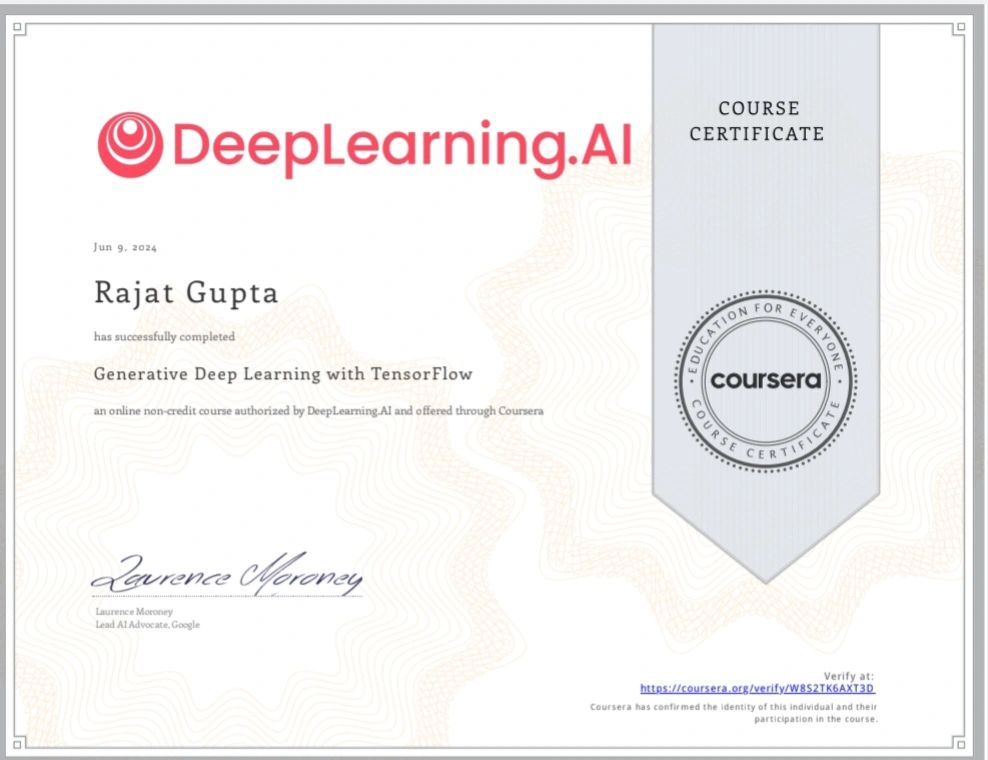 DeepLearning.AI
COURSE
CERTIFICATE
Jun 9, 2024
Rajat Gupta
has successfully completed
Generative Deep Learning with TensorFlow
an online non-credit course authorized by DeepLearning.AI and offered through Coursera
EDUCATION FOR EVERYONE
coursera
COURSE CERTIFICATE
Laurence Moroney
Laurence Moroney
Lead AI Advocate, Google
Verify at:
https://coursera.org/verify/W8S2TK6AXT3D
Coursera has confirmed the identity of this individual and their
participation in the course.